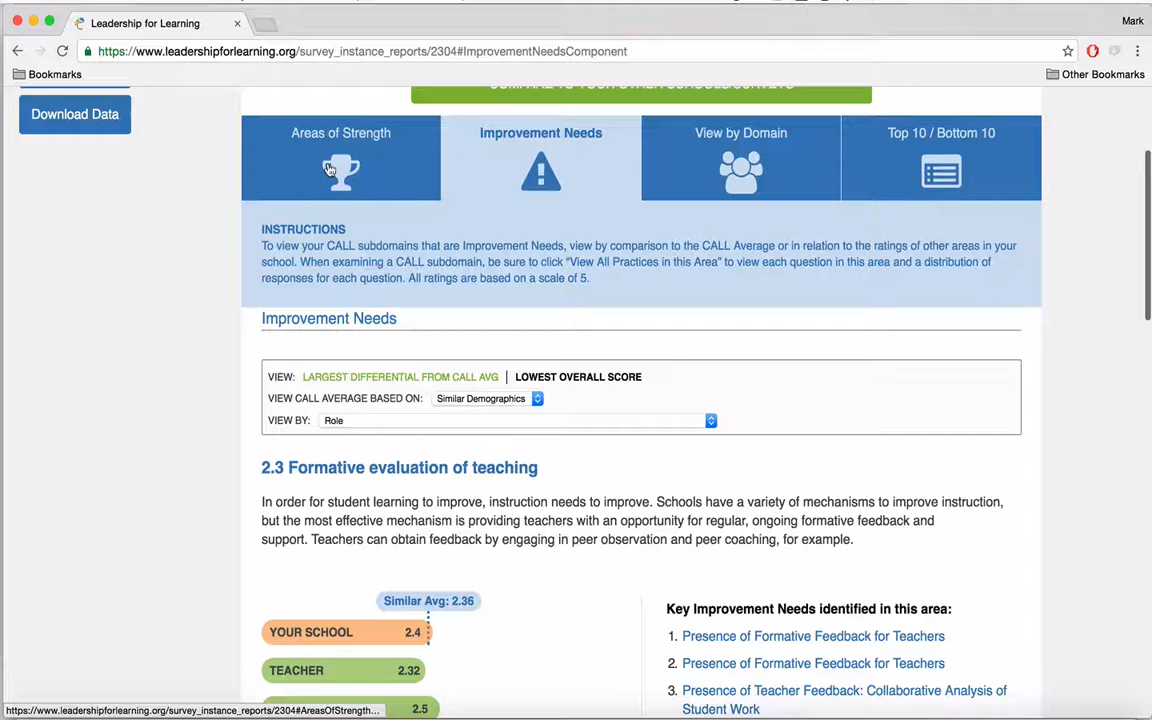 Leadership for Learning
Mark
https://www.leadershipforlearning.org/survey_instance_reports/2304#ImprovementNeedsComponent
Bookmarks
Other Bookmarks
Download Data
Areas of Strength
Improvement Needs
View by Domain
Top 10 / Bottom 10
INSTRUCTIONS
To view your CALL subdomains that are Improvement Needs, view by comparison to the CALL Average or in relation to the ratings of other areas in your
school. When examining a CALL subdomain, be sure to click “View All Practices in this Area” to view each question in this area and a distribution of
responses for each question. All ratings are based on a scale of 5.
Improvement Needs
VIEW: LARGEST DIFFERENTIAL FROM CALL AVG | LOWEST OVERALL SCORE
VIEW CALL AVERAGE BASED ON: Similar Demographics
VIEW BY: Role
2.3 Formative evaluation of teaching
In order for student learning to improve, instruction needs to improve. Schools have a variety of mechanisms to improve instruction,
but the most effective mechanism is providing teachers with an opportunity for regular, ongoing formative feedback and
support. Teachers can obtain feedback by engaging in peer observation and peer coaching, for example.
Similar Avg: 2.36
YOUR SCHOOL 2.4
TEACHER 2.32
2.5
Key Improvement Needs identified in this area:
1. Presence of Formative Feedback for Teachers
2. Presence of Formative Feedback for Teachers
3. Presence of Teacher Feedback: Collaborative Analysis of
Student Work
https://www.leadershipforlearning.org/survey_instance_reports/2304#AreasOfStrength...